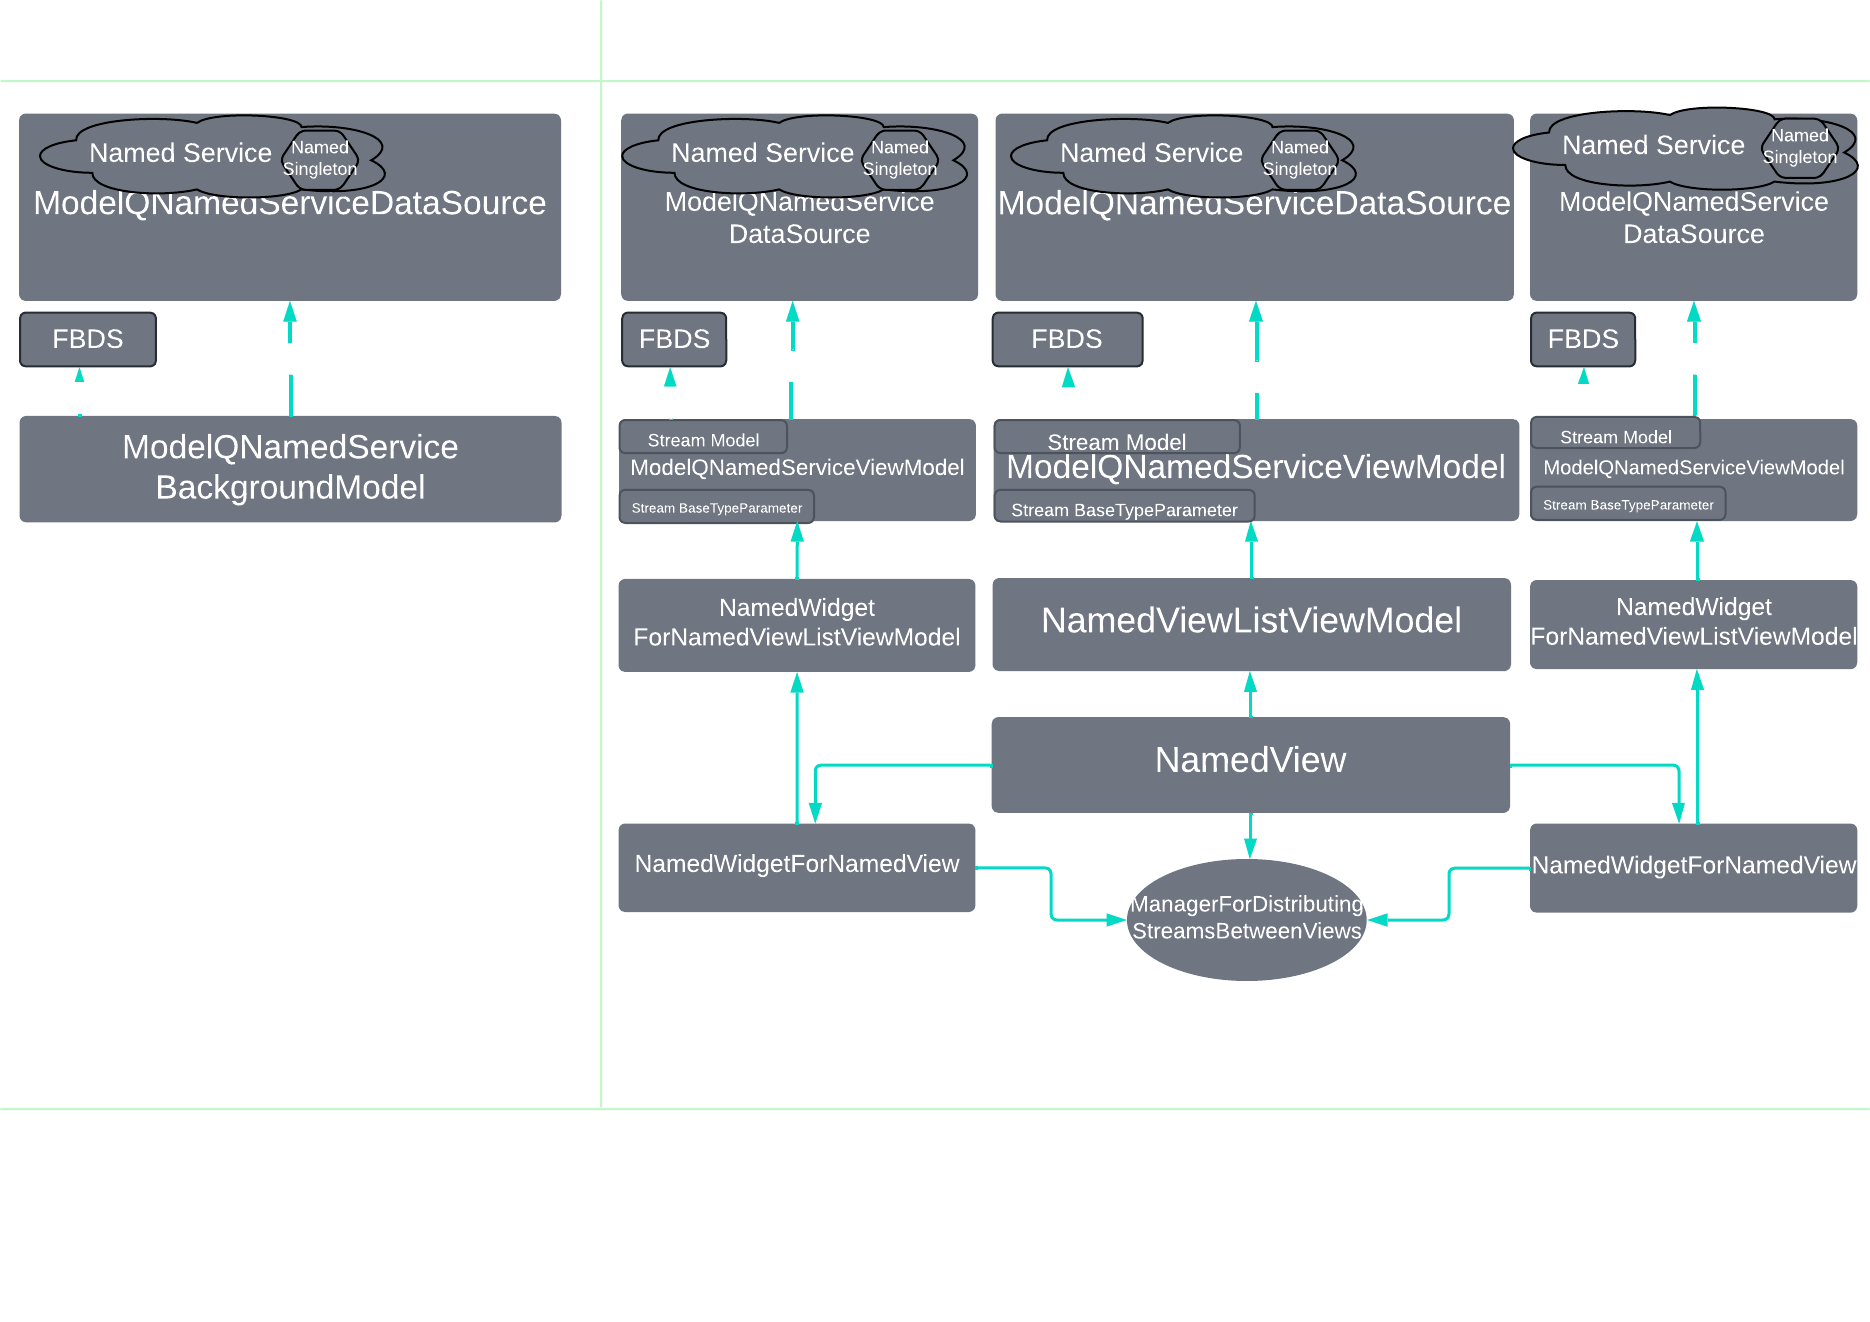 Named Service
Named
Singleton
ModelQNamedServiceDataSource
FBDS
ModelQNamedService
BackgroundModel
Named Service
Named
Singleton
ModelQNamedService
DataSource
FBDS
Stream Model
ModelQNamedServiceViewModel
Stream BaseTypeParameter
NamedWidget
ForNamedViewListViewModel
NamedWidgetForNamedView
Named Service
Named
Singleton
ModelQNamedServiceDataSource
FBDS
Stream Model
ModelQNamedServiceViewModel
Stream BaseTypeParameter
NamedViewListViewModel
NamedView
ManagerForDistributing
StreamsBetweenViews
Named Service
Named
Singleton
ModelQNamedService
DataSource
FBDS
Stream Model
ModelQNamedServiceViewModel
Stream BaseTypeParameter
NamedWidget
ForNamedViewListViewModel
NamedWidgetForNamedView